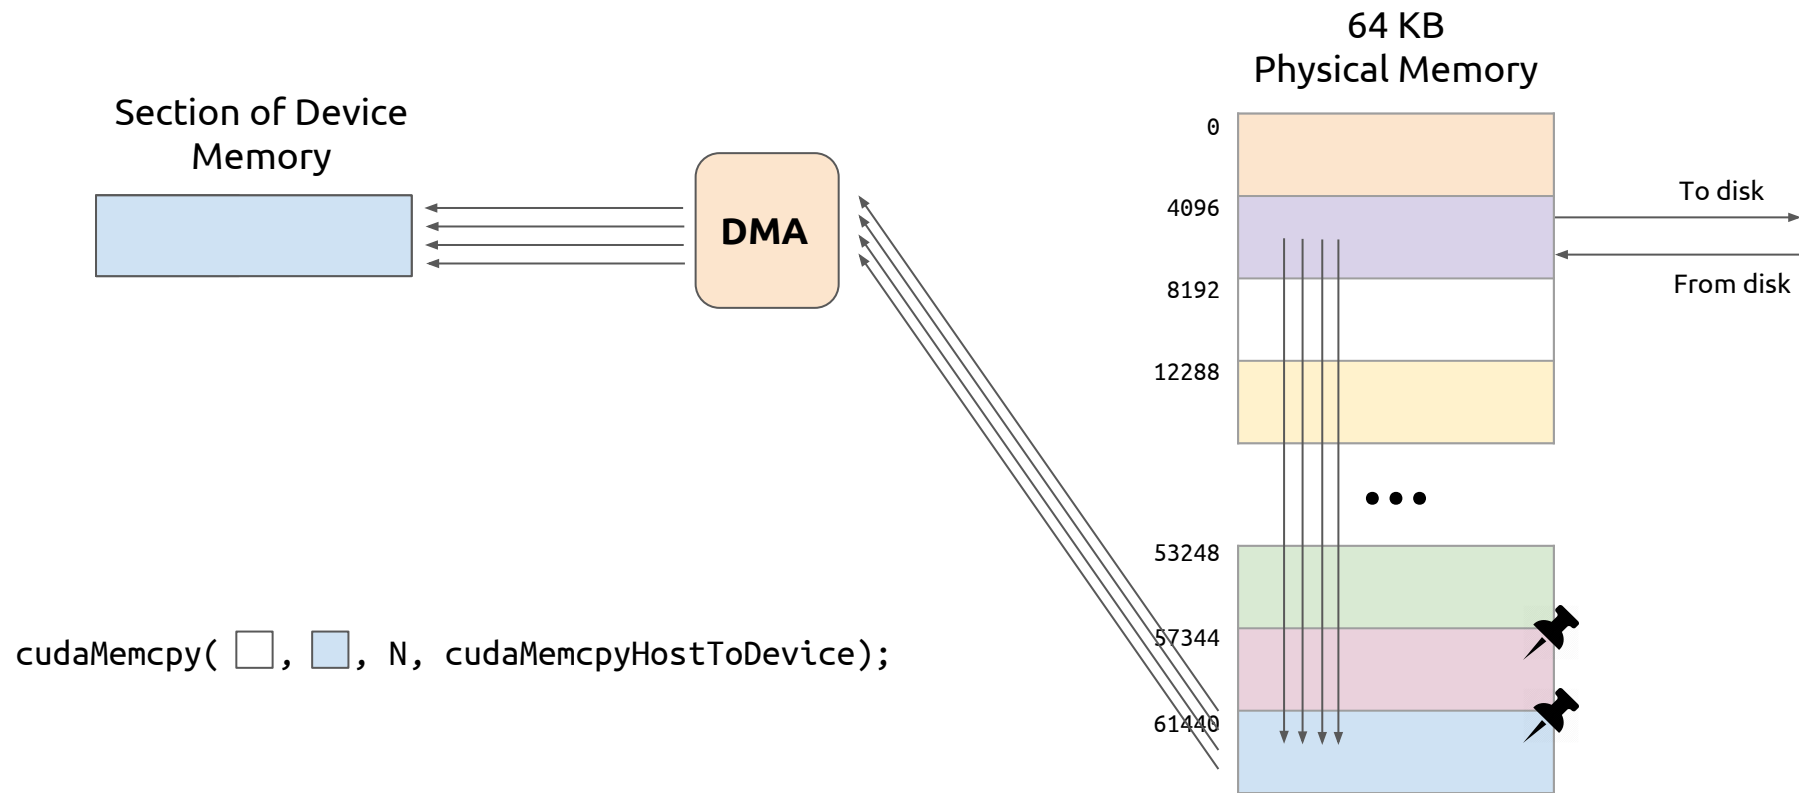 64 KB
Physical Memory
Section of Device
Memory
DMA
0
4096
8192
12288
53248
57344
61440
To disk
From disk
cudaMemcpy( , , N, cudaMemcpyHostToDevice);